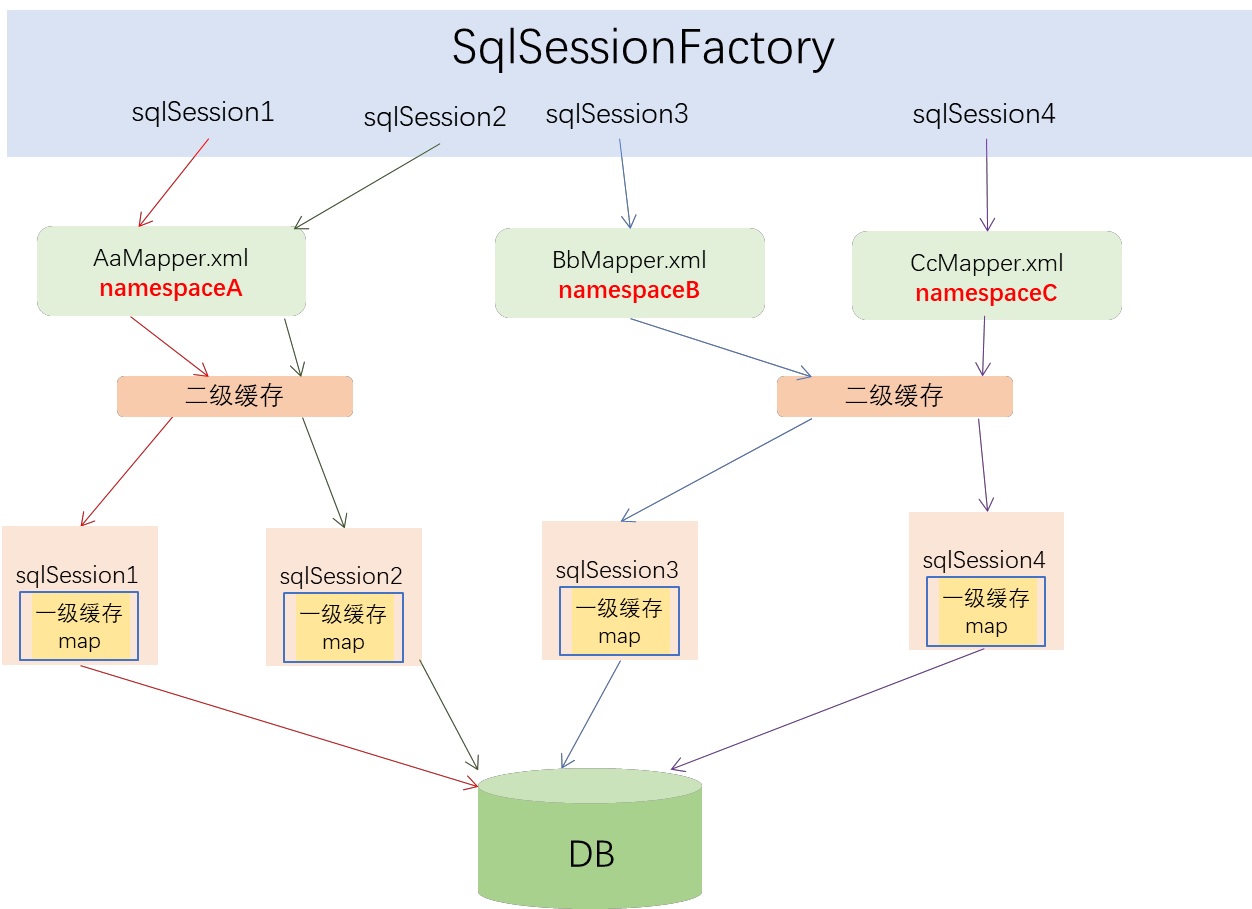 SqlSessionFactory
sqlSession1
sqlSession2
sqlSession3
sqlSession4
AaMapper.xml
namespaceA
BbMapper.xml
namespaceB
CcMapper.xml
namespaceC
二级缓存
二级缓存
sqlSession1
一级缓存
map
sqlSession2
一级缓存
map
sqlSession3
一级缓存
map
sqlSession4
一级缓存
map
DB